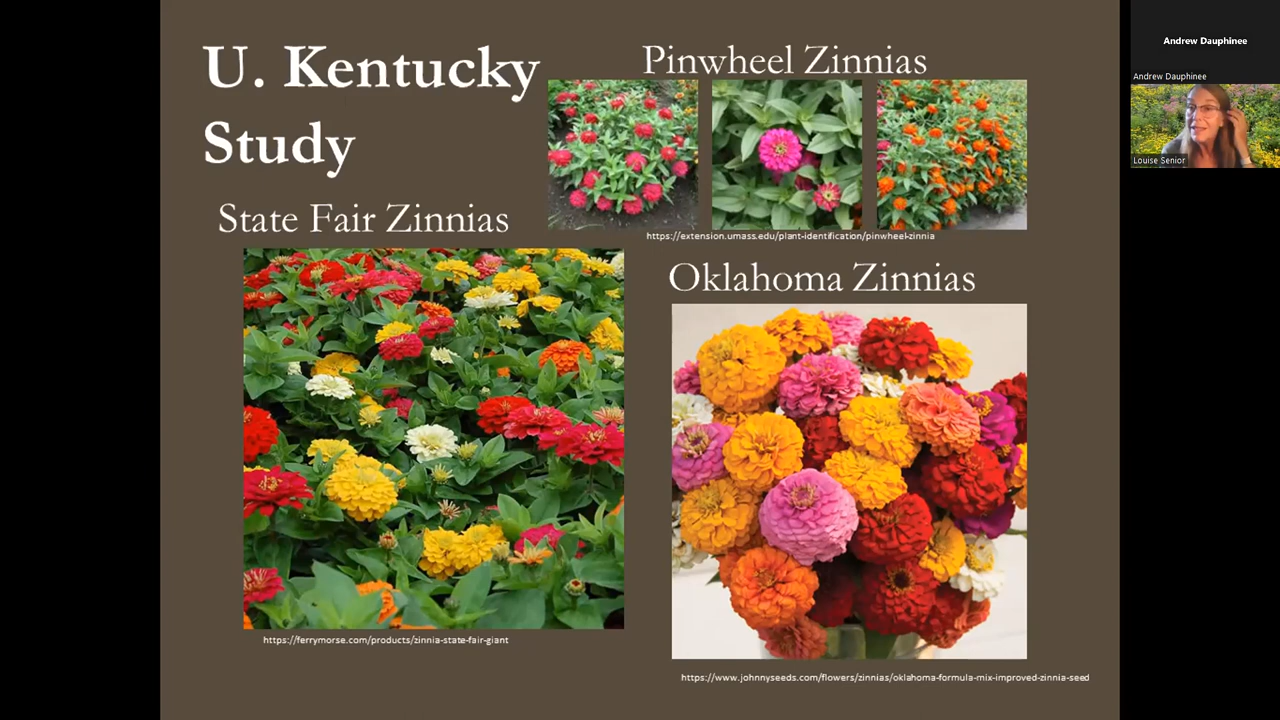 U. Kentucky
Study
State Fair Zinnias
https://ferrymorse.com/products/zinnia-state-fair-giant
Pinwheel Zinnias
https://extension.umass.edu/plant-identification/pinwheel-zinnia
Oklahoma Zinnias
https://www.johnnyseeds.com/flowers/zinnias/oklahoma-formula-mix-improved-zinnia-seed
Andrew Dauphinee
Andrew Dauphinee
Louise Senior